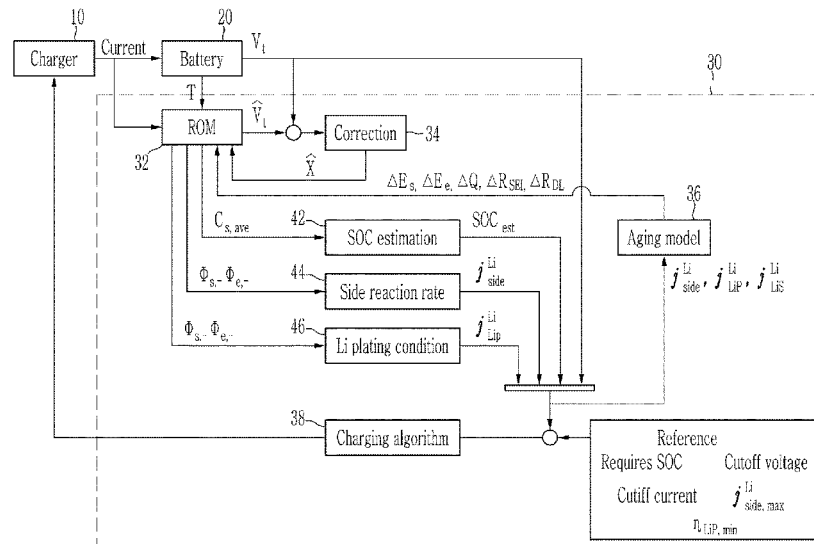 10
20
Charger
Current
Battery
V_t
30
T
ROM
V̂_t
Correction
34
32
X̂
ΔE_s, ΔE_e, ΔQ, ΔR_SEI, ΔR_DL
36
C_s, ave
42
SOC estimation
SOC_est
Aging model
Φ_s,- Φ_e,-
44
Side reaction rate
j^Li_side
j^Li_side, j^Li_LiP, j^Li_LiS
Φ_s,- Φ_e,-
46
Li plating condition
j^Li_Lip
38
Charging algorithm
Reference
Requires SOC Cutoff voltage
Cutiff current j^Li_side, max
η_LiP, min